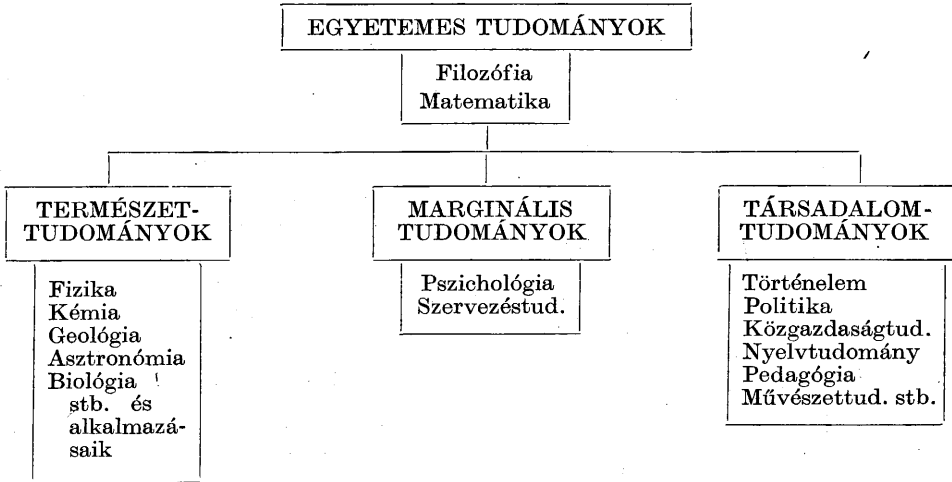 EGYETEMES TUDOMÁNYOK
Filozófia
Matematika
TERMÉSZET-
TUDOMÁNYOK
Fizika
Kémia
Geológia
Asztronómia
Biológia
stb. és
alkalmazá-
saik
MARGINÁLIS
TUDOMÁNYOK
Pszichológia
Szervezéstud.
TÁRSADALOM-
TUDOMÁNYOK
Történelem
Politika
Közgazdaságtud.
Nyelvtudomány
Pedagógia
Művészettud. stb.